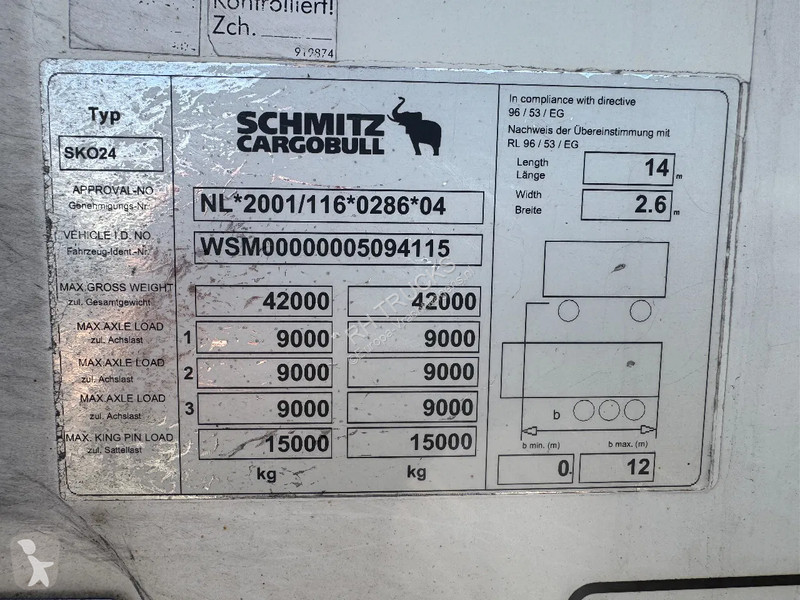 Kontrolliert!
Zch.
919874
Typ
SKO24
SCHMITZ
CARGOBULL
APPROVAL-NO
Genehmigungs-Nr.
NL*2001/116*0286*04
VEHICLE I.D. NO
Fahrzeug-Ident.-Nr.
WSM00000005094115
MAX.GROSS WEIGHT
zul. Gesamtgewicht
42000 42000
MAX.AXLE LOAD
zul. Achslast
1 9000 9000
MAX.AXLE LOAD
zul. Achslast
2 9000 9000
MAX.AXLE LOAD
zul. Achslast
3 9000 9000
MAX. KING PIN LOAD
zul. Sattellast
15000 15000
kg kg
In compliance with directive
96 / 53 / EG
Nachweis der Übereinstimmung mit
RL 96 / 53 / EG
Length
Länge
14 m
Width
Breite
2.6 m
b
b min. (m) b max. (m)
0 12
RH TRUCKS